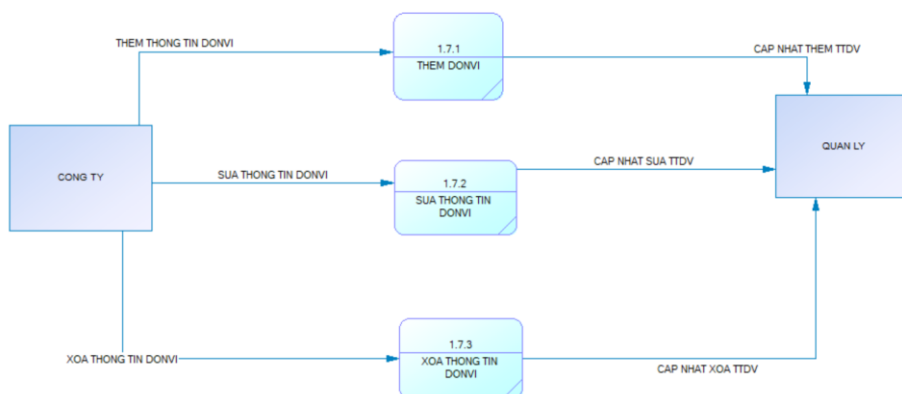 THEM THONG TIN DONVI
1.7.1
THEM DONVI
CAP NHAT THEM TTDV
CONG TY
QUAN LY
SUA THONG TIN DONVI
1.7.2
SUA THONG TIN
DONVI
CAP NHAT SUA TTDV
XOA THONG TIN DONVI
1.7.3
XOA THONG TIN
DONVI
CAP NHAT XOA TTDV